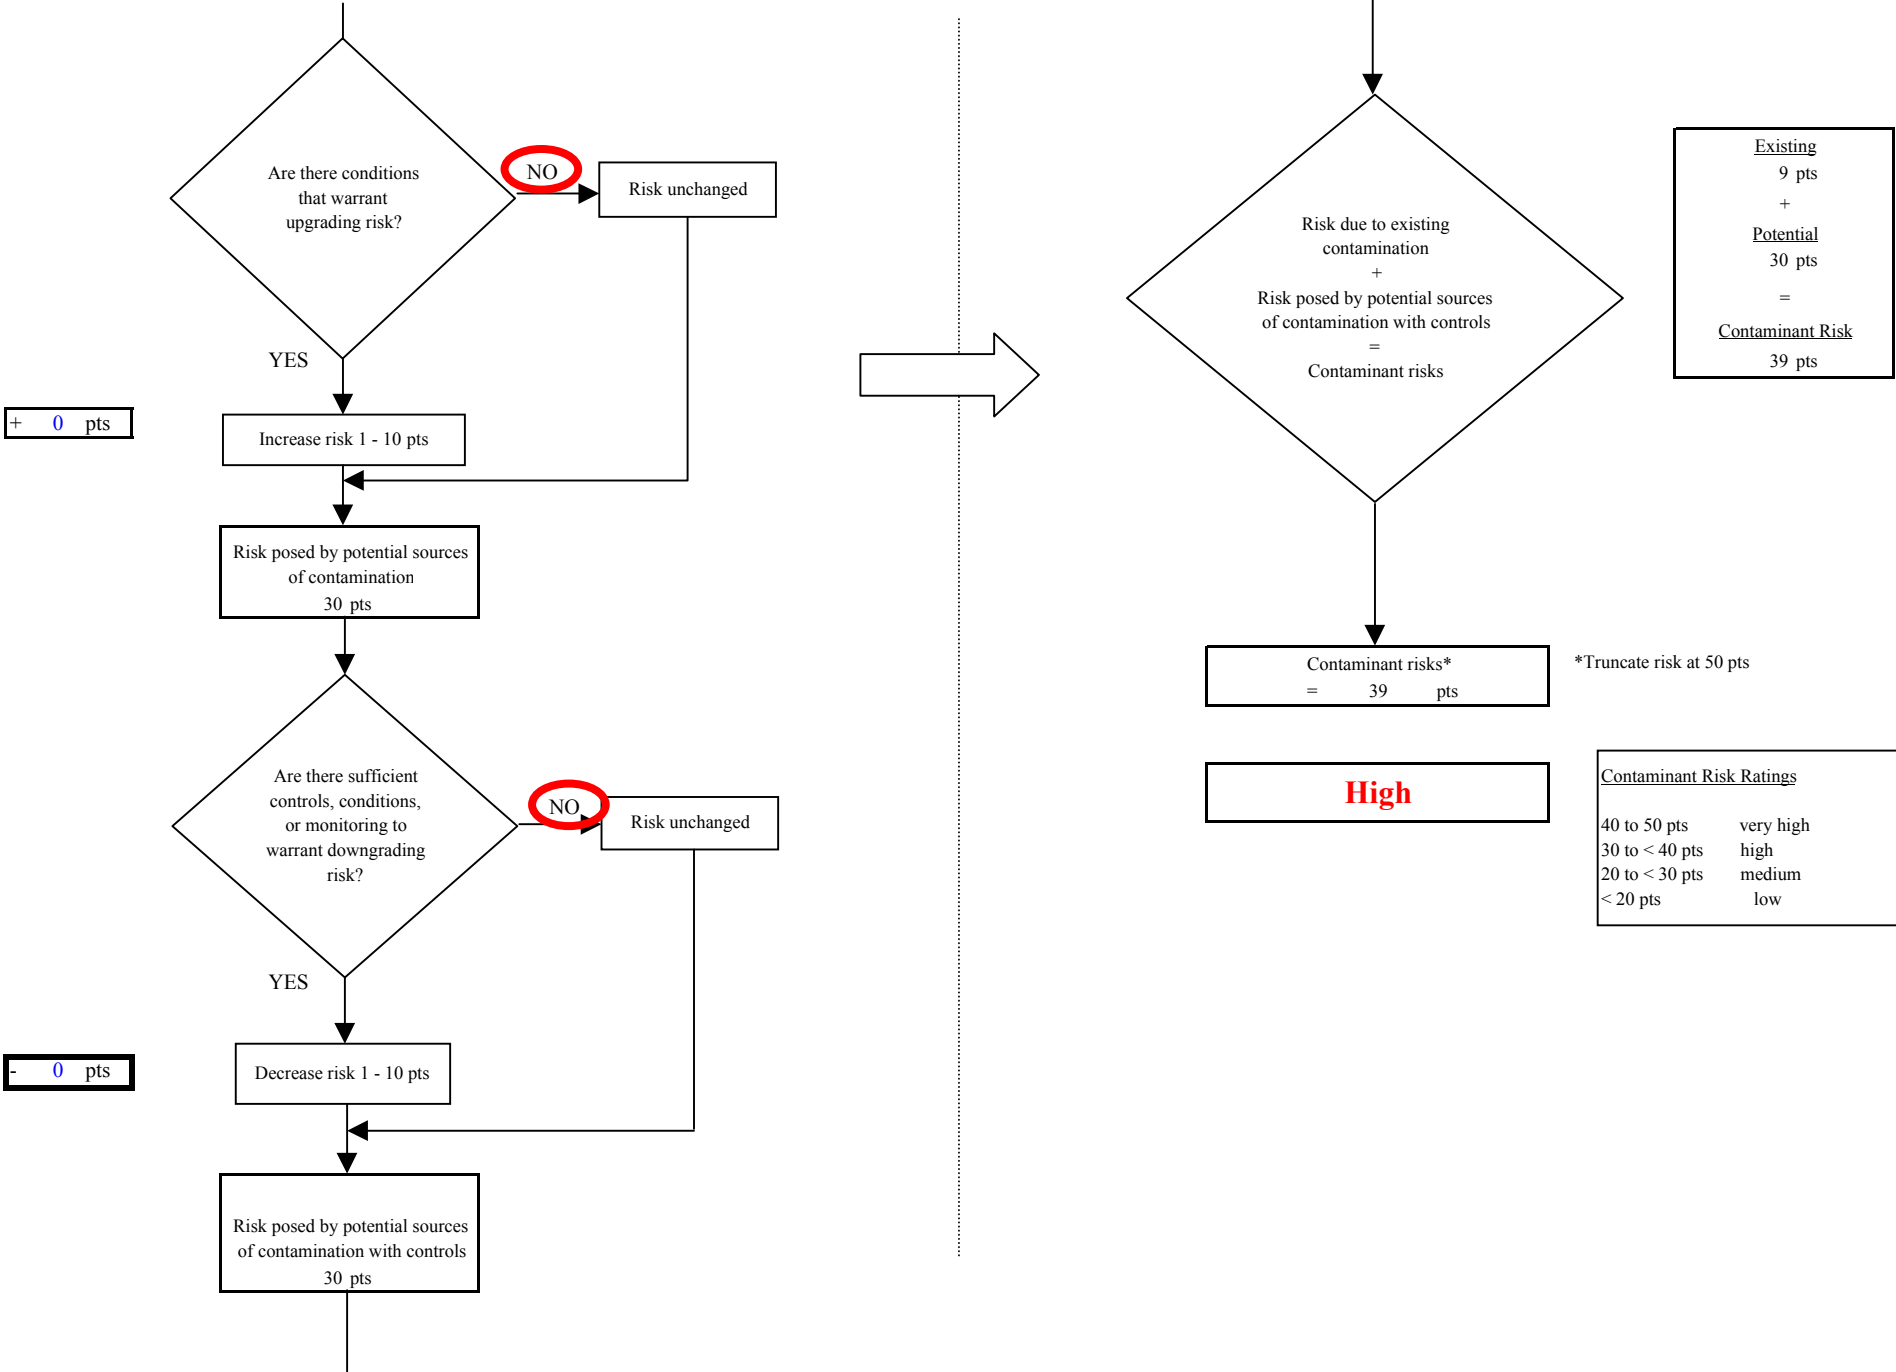 Are there conditions
that warrant
upgrading risk?
NO
Risk unchanged
YES
+ 0 pts
Increase risk 1 - 10 pts
Risk posed by potential sources
of contamination
30 pts
Are there sufficient
controls, conditions,
or monitoring to
warrant downgrading
risk?
NO
Risk unchanged
YES
- 0 pts
Decrease risk 1 - 10 pts
Risk posed by potential sources
of contamination with controls
30 pts
Risk due to existing
contamination
+
Risk posed by potential sources
of contamination with controls
=
Contaminant risks
Existing
9 pts
+
Potential
30 pts
=
Contaminant Risk
39 pts
Contaminant risks*
= 39 pts
*Truncate risk at 50 pts
High
Contaminant Risk Ratings
40 to 50 pts very high
30 to < 40 pts high
20 to < 30 pts medium
< 20 pts low